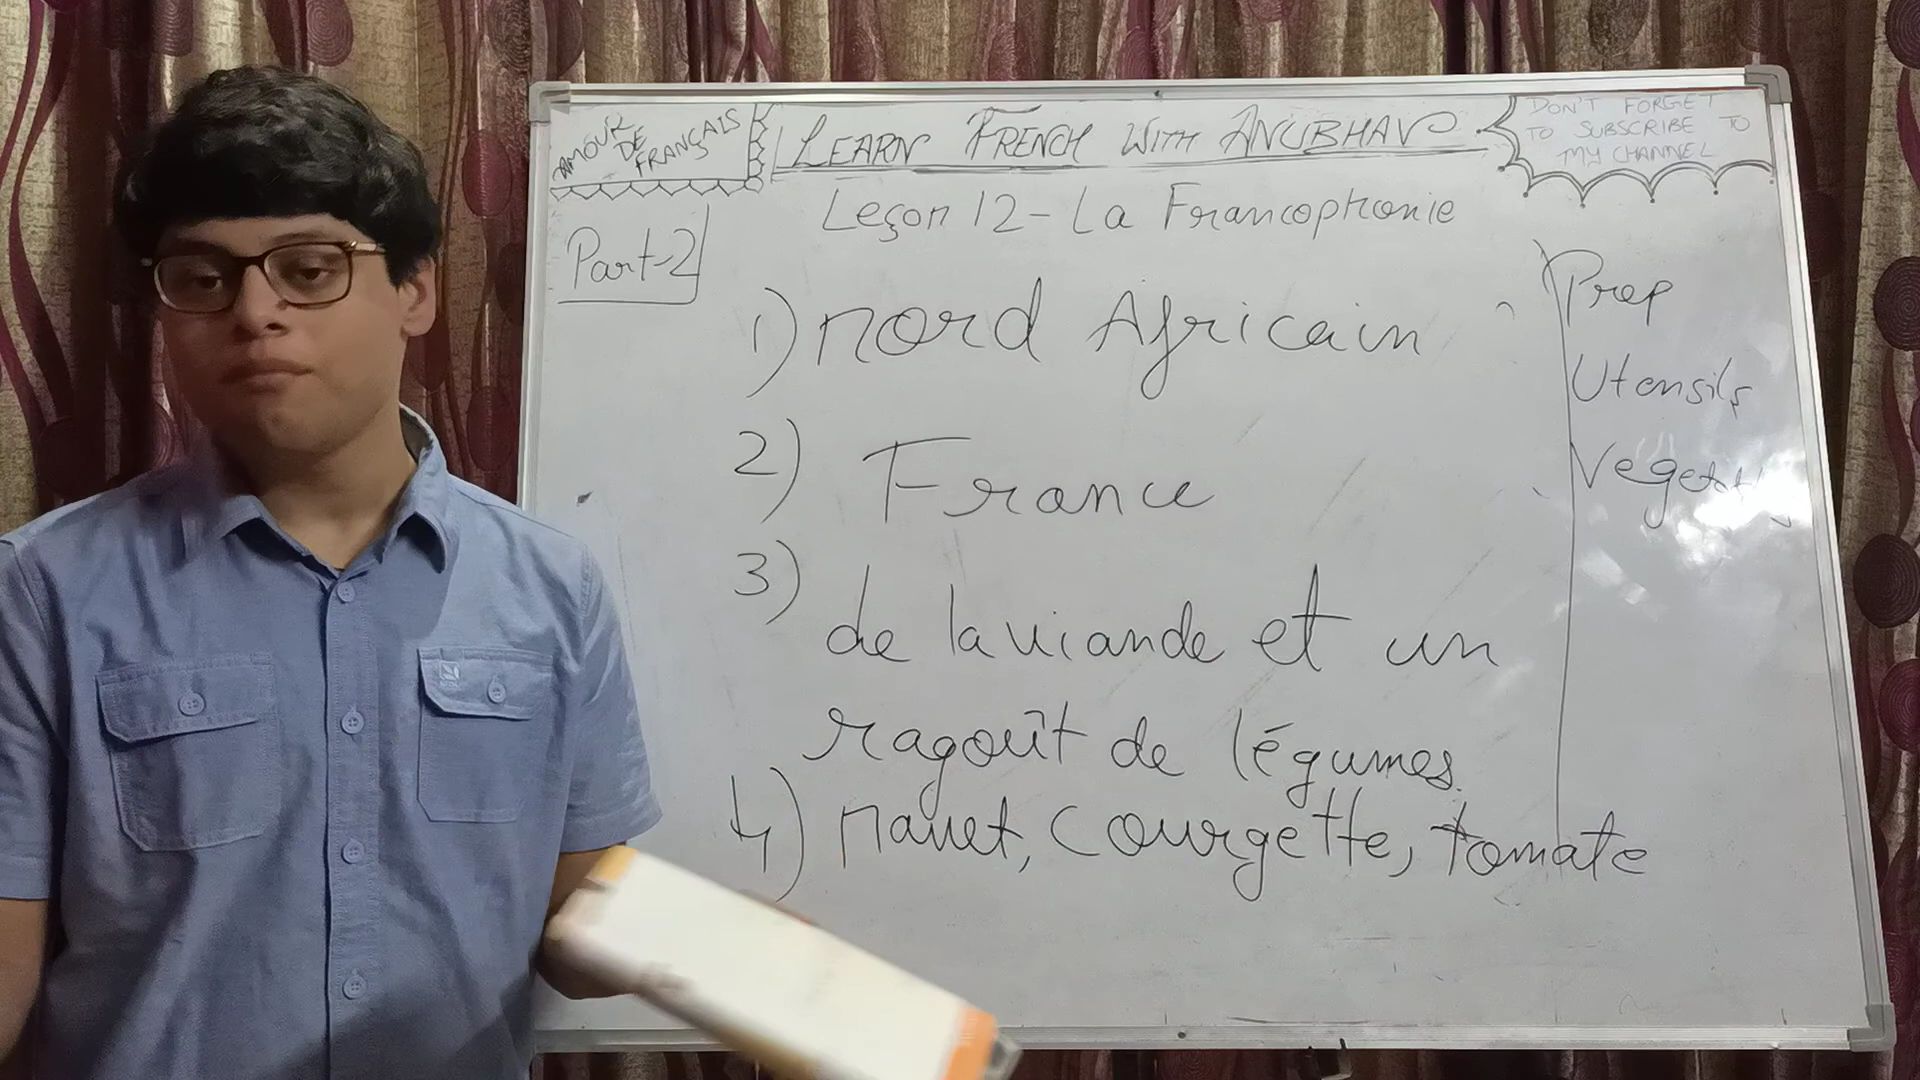 AMOUR
DE
FRANÇAIS
LEARN FRENCH WITH ANUBHAV
DON'T FORGET
TO SUBSCRIBE TO
MY CHANNEL
Leçon 12 - La Francophonie
Part-2
1) nord Africain
2) France
3)
de la viande et un
ragoût de légumes.
4) navet, courgette, tomate
Prep
Utensils